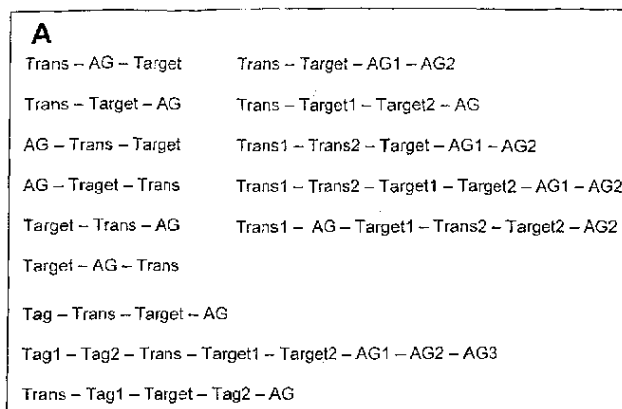 A
Trans – AG – Target
Trans – Target – AG
AG – Trans – Target
AG – Traget – Trans
Target – Trans – AG
Target – AG – Trans
Trans – Target – AG1 – AG2
Trans – Target1 – Target2 – AG
Trans1 – Trans2 – Target – AG1 – AG2
Trans1 – Trans2 – Target1 – Target2 – AG1 – AG2
Trans1 – AG – Target1 – Trans2 – Target2 – AG2
Tag – Trans – Target – AG
Tag1 – Tag2 – Trans – Target1 – Target2 – AG1 – AG2 – AG3
Trans – Tag1 – Target – Tag2 – AG